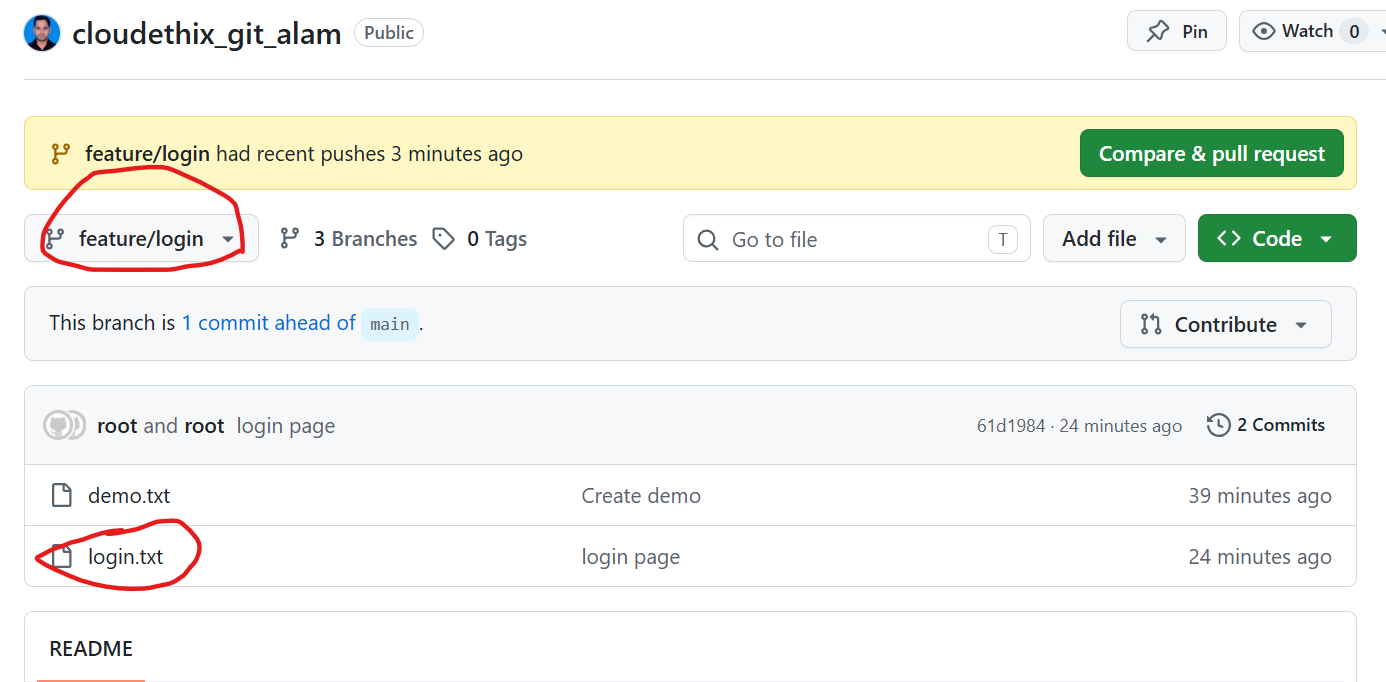 cloudethix_git_alam Public Pin Watch 0
feature/login had recent pushes 3 minutes ago Compare & pull request
feature/login 3 Branches 0 Tags Go to file T Add file Code
This branch is 1 commit ahead of main . Contribute
root and root login page 61d1984 · 24 minutes ago 2 Commits
demo.txt Create demo 39 minutes ago
login.txt login page 24 minutes ago
README